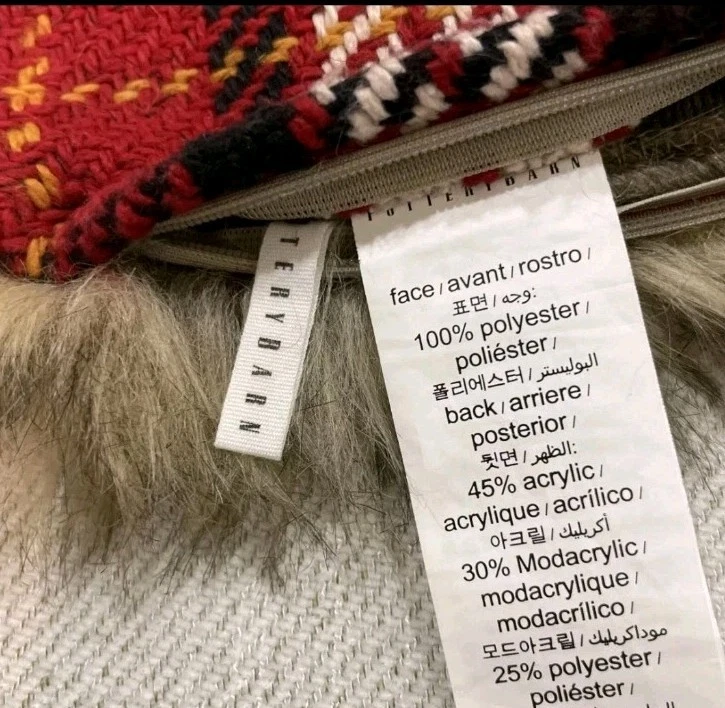 POTTERYBARN
TERYBARN
face / avant / rostro /
표면 / وجه:
100% polyester /
poliéster /
폴리에스터 / البوليستر
back / arriere /
posterior /
뒷면 / الظهر:
45% acrylic /
acrylique / acrílico /
아크릴 / أكريليك
30% Modacrylic /
modacrylique /
modacrílico /
모드아크릴 / موداكريليك
25% polyester /
poliéster /